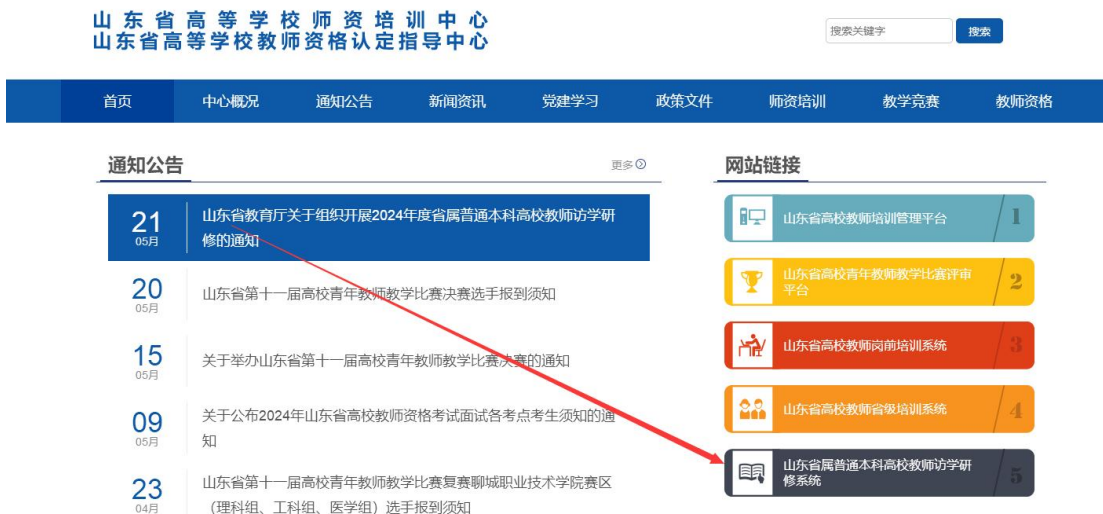 山东省高等学校师资培训中心
山东省高等学校教师资格认定指导中心
搜索关键字
搜索
首页 中心概况 通知公告 新闻资讯 党建学习 政策文件 师资培训 教学竞赛 教师资格
通知公告
更多
21
05月
山东省教育厅关于组织开展2024年度省属普通本科高校教师访学研
修的通知
20
05月
山东省第十一届高校青年教师教学比赛决赛选手报到须知
15
05月
关于举办山东省第十一届高校青年教师教学比赛决赛的通知
09
05月
关于公布2024年山东省高校教师资格考试面试各考点考生须知的通
知
23
04月
山东省第十一届高校青年教师教学比赛复赛聊城职业技术学院赛区
（理科组、工科组、医学组）选手报到须知
网站链接
山东省高校教师培训管理平台
1
山东省高校青年教师教学比赛评审
平台
2
山东省高校教师岗前培训系统
3
山东省高校教师省级培训系统
4
山东省属普通本科高校教师访学研
修系统
5